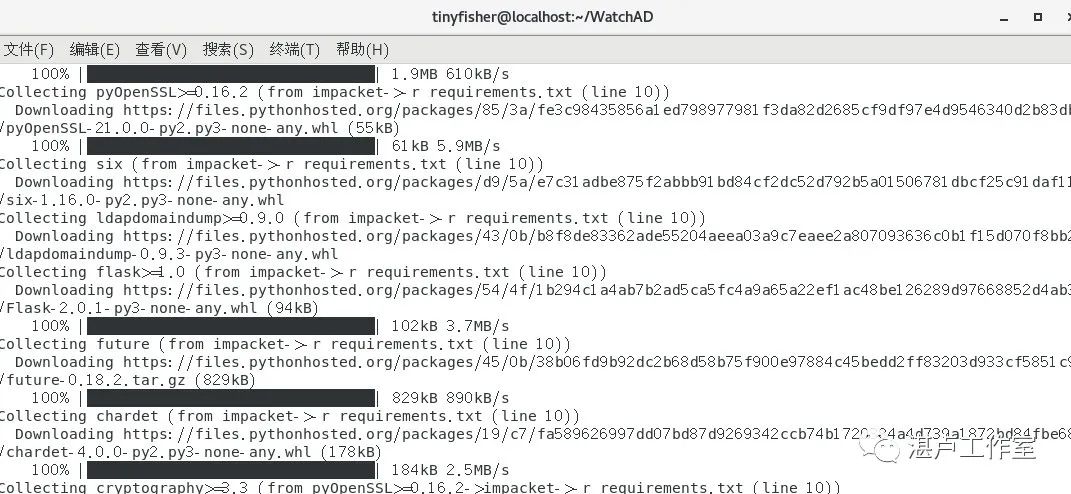 tinyfisher@localhost:~/WatchAD
文件(F) 编辑(E) 查看(V) 搜索(S) 终端(T) 帮助(H)
100% |████████████████████████████████| 1.9MB 610kB/s
Collecting pyOpenSSL>=0.16.2 (from impacket->-r requirements.txt (line 10))
Downloading https://files.pythonhosted.org/packages/85/3a/fe3c98435856a1ed798977981f3da82d2685cf9df97e4d9546340d2b83db
/pyOpenSSL-21.0.0-py2.py3-none-any.whl (55kB)
100% |████████████████████████████████| 61kB 5.9MB/s
Collecting six (from impacket->-r requirements.txt (line 10))
Downloading https://files.pythonhosted.org/packages/d9/5a/e7c31adbe875f2abbb91bd84cf2dc52d792b5a01506781dbcf25c91daf11
/six-1.16.0-py2.py3-none-any.whl
Collecting ldapdomaindump>=0.9.0 (from impacket->-r requirements.txt (line 10))
Downloading https://files.pythonhosted.org/packages/43/0b/b8f8de83362ade55204aeea03a9c7eaee2a807093636c0b1f15d070f8bb2
/ldapdomaindump-0.9.3-py3-none-any.whl
Collecting flask>=1.0 (from impacket->-r requirements.txt (line 10))
Downloading https://files.pythonhosted.org/packages/54/4f/1b294c1a4ab7b2ad5ca5fc4a9a65a22ef1ac48be126289d97668852d4ab3
/Flask-2.0.1-py3-none-any.whl (94kB)
100% |████████████████████████████████| 102kB 3.7MB/s
Collecting future (from impacket->-r requirements.txt (line 10))
Downloading https://files.pythonhosted.org/packages/45/0b/38b06fd9b92dc2b68d58b75f900e97884c45bedd2ff83203d933cf5851c9
/future-0.18.2.tar.gz (829kB)
100% |████████████████████████████████| 829kB 890kB/s
Collecting chardet (from impacket->-r requirements.txt (line 10))
Downloading https://files.pythonhosted.org/packages/19/c7/fa589626997dd07bd87d9269342ccb74b1720
/chardet-4.0.0-py2.py3-none-any.whl (178kB)
湛卢工作室
100% |████████████████████████████████| 184kB 2.5MB/s
Collecting cryptography>=3.3 (from pyOpenSSL>=0.16.2->impacket->-r requirements.txt (line 10))